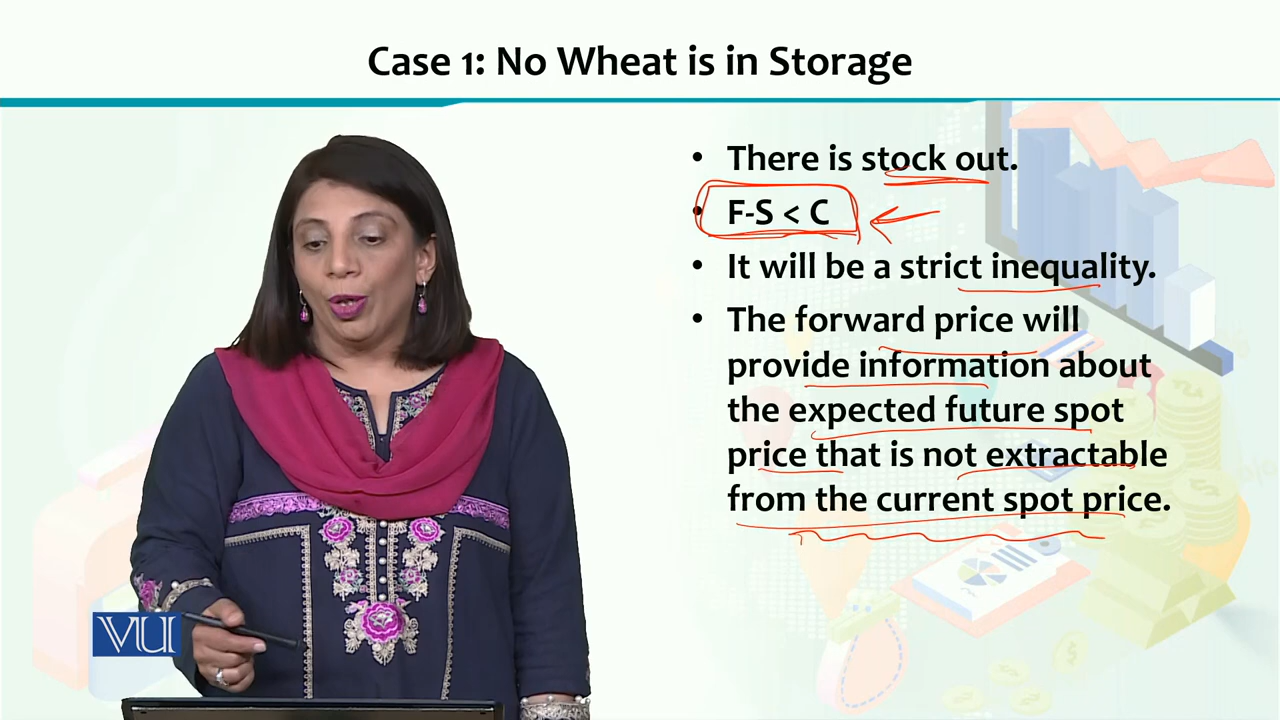 Case 1: No Wheat is in Storage
• There is stock out.
• F-S < C
• It will be a strict inequality.
• The forward price will
provide information about
the expected future spot
price that is not extractable
from the current spot price.
VU